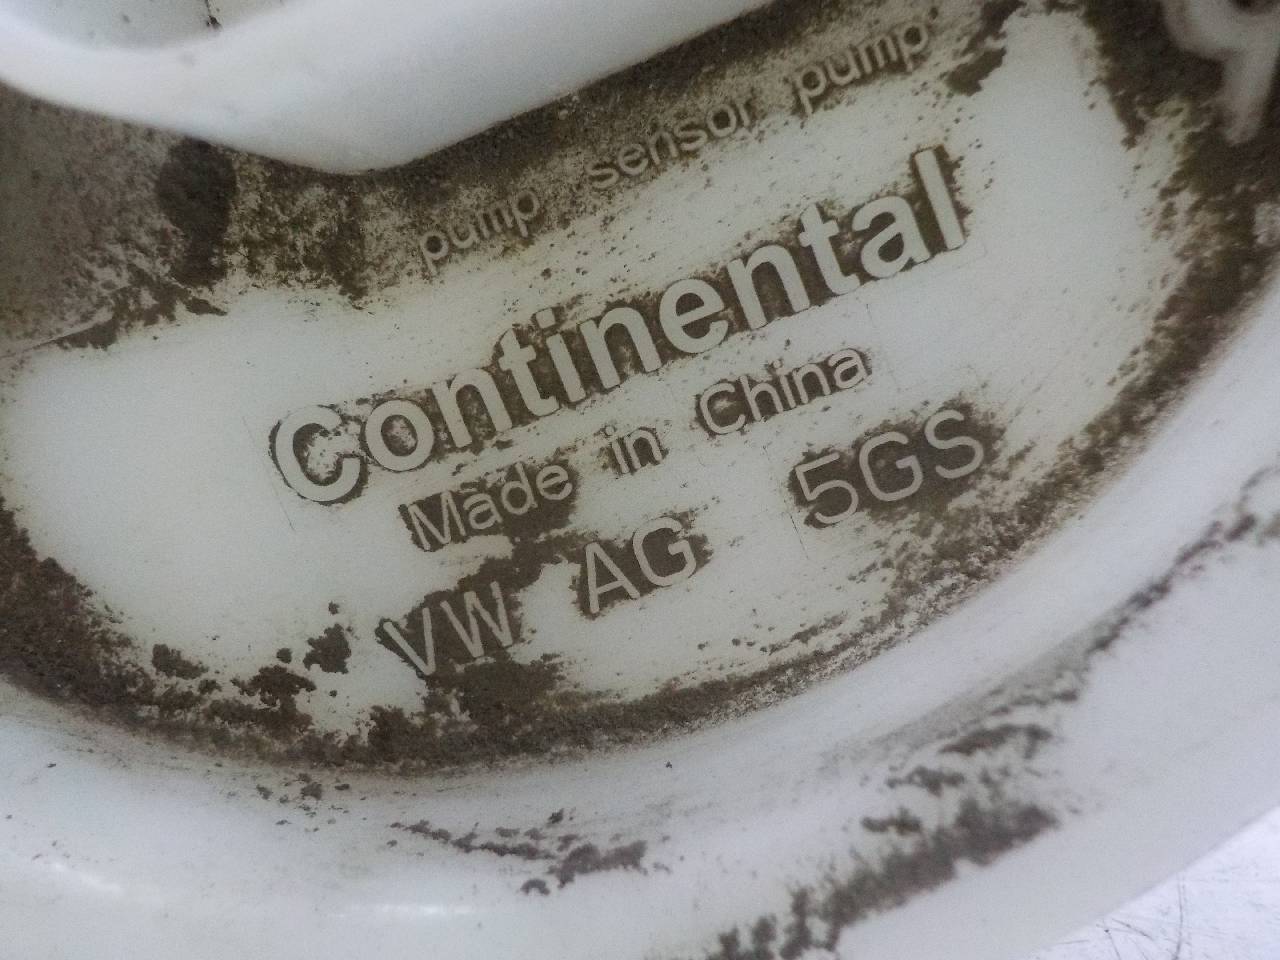 pump sensor pump
Continental
Made in China
VW AG 5GS